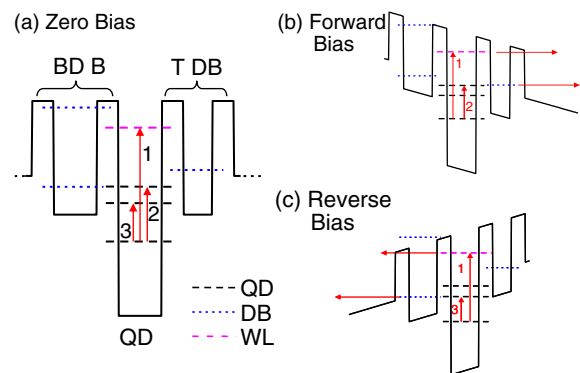 (a) Zero Bias
BD B
T DB
1
2
3
QD
QD
DB
WL
(b) Forward
Bias
1
2
(c) Reverse
Bias
1
3